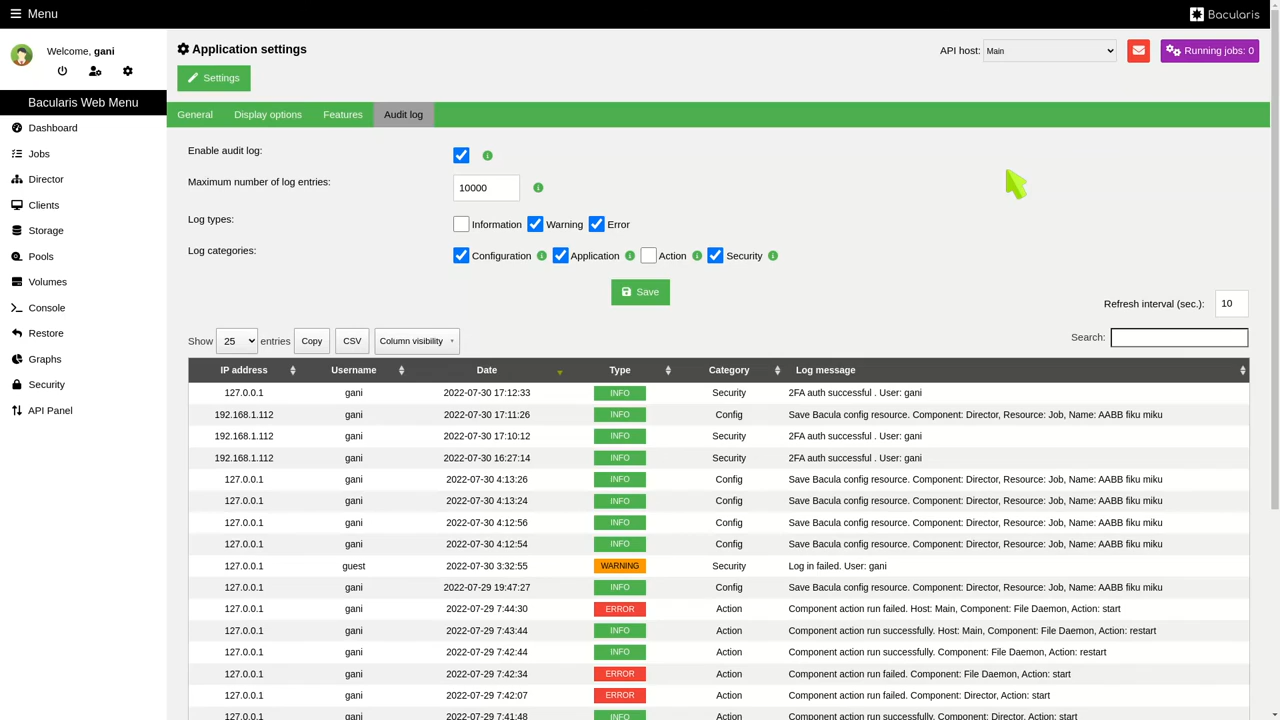 Menu
Bacularis
Welcome, gani
Application settings
API host: Main
Running jobs: 0
Settings
Bacularis Web Menu
Dashboard
Jobs
Director
Clients
Storage
Pools
Volumes
Console
Restore
Graphs
Security
API Panel
General Display options Features Audit log
Enable audit log:
Maximum number of log entries: 10000
Log types: Information Warning Error
Log categories: Configuration Application Action Security
Save
Refresh interval (sec.): 10
Show 25 entries Copy CSV Column visibility Search:
IP address Username Date Type Category Log message
127.0.0.1 gani 2022-07-30 17:12:33 INFO Security 2FA auth successful . User: gani
192.168.1.112 gani 2022-07-30 17:11:26 INFO Config Save Bacula config resource. Component: Director, Resource: Job, Name: AABB fiku miku
192.168.1.112 gani 2022-07-30 17:10:12 INFO Security 2FA auth successful . User: gani
192.168.1.112 gani 2022-07-30 16:27:14 INFO Security 2FA auth successful . User: gani
127.0.0.1 gani 2022-07-30 4:13:26 INFO Config Save Bacula config resource. Component: Director, Resource: Job, Name: AABB fiku miku
127.0.0.1 gani 2022-07-30 4:13:24 INFO Config Save Bacula config resource. Component: Director, Resource: Job, Name: AABB fiku miku
127.0.0.1 gani 2022-07-30 4:12:56 INFO Config Save Bacula config resource. Component: Director, Resource: Job, Name: AABB fiku miku
127.0.0.1 gani 2022-07-30 4:12:54 INFO Config Save Bacula config resource. Component: Director, Resource: Job, Name: AABB fiku miku
127.0.0.1 guest 2022-07-30 3:32:55 WARNING Security Log in failed. User: gani
127.0.0.1 gani 2022-07-29 19:47:27 INFO Config Save Bacula config resource. Component: Director, Resource: Job, Name: AABB fiku miku
127.0.0.1 gani 2022-07-29 7:44:30 ERROR Action Component action run failed. Host: Main, Component: File Daemon, Action: start
127.0.0.1 gani 2022-07-29 7:43:44 INFO Action Component action run successfully. Host: Main, Component: File Daemon, Action: restart
127.0.0.1 gani 2022-07-29 7:42:44 INFO Action Component action run successfully. Component: File Daemon, Action: restart
127.0.0.1 gani 2022-07-29 7:42:34 ERROR Action Component action run failed. Component: File Daemon, Action: start
127.0.0.1 gani 2022-07-29 7:42:07 ERROR Action Component action run failed. Component: Director, Action: start
127.0.0.1 gani 2022-07-29 7:41:48 INFO Action Component action run successfully. Component: Director, Action: start